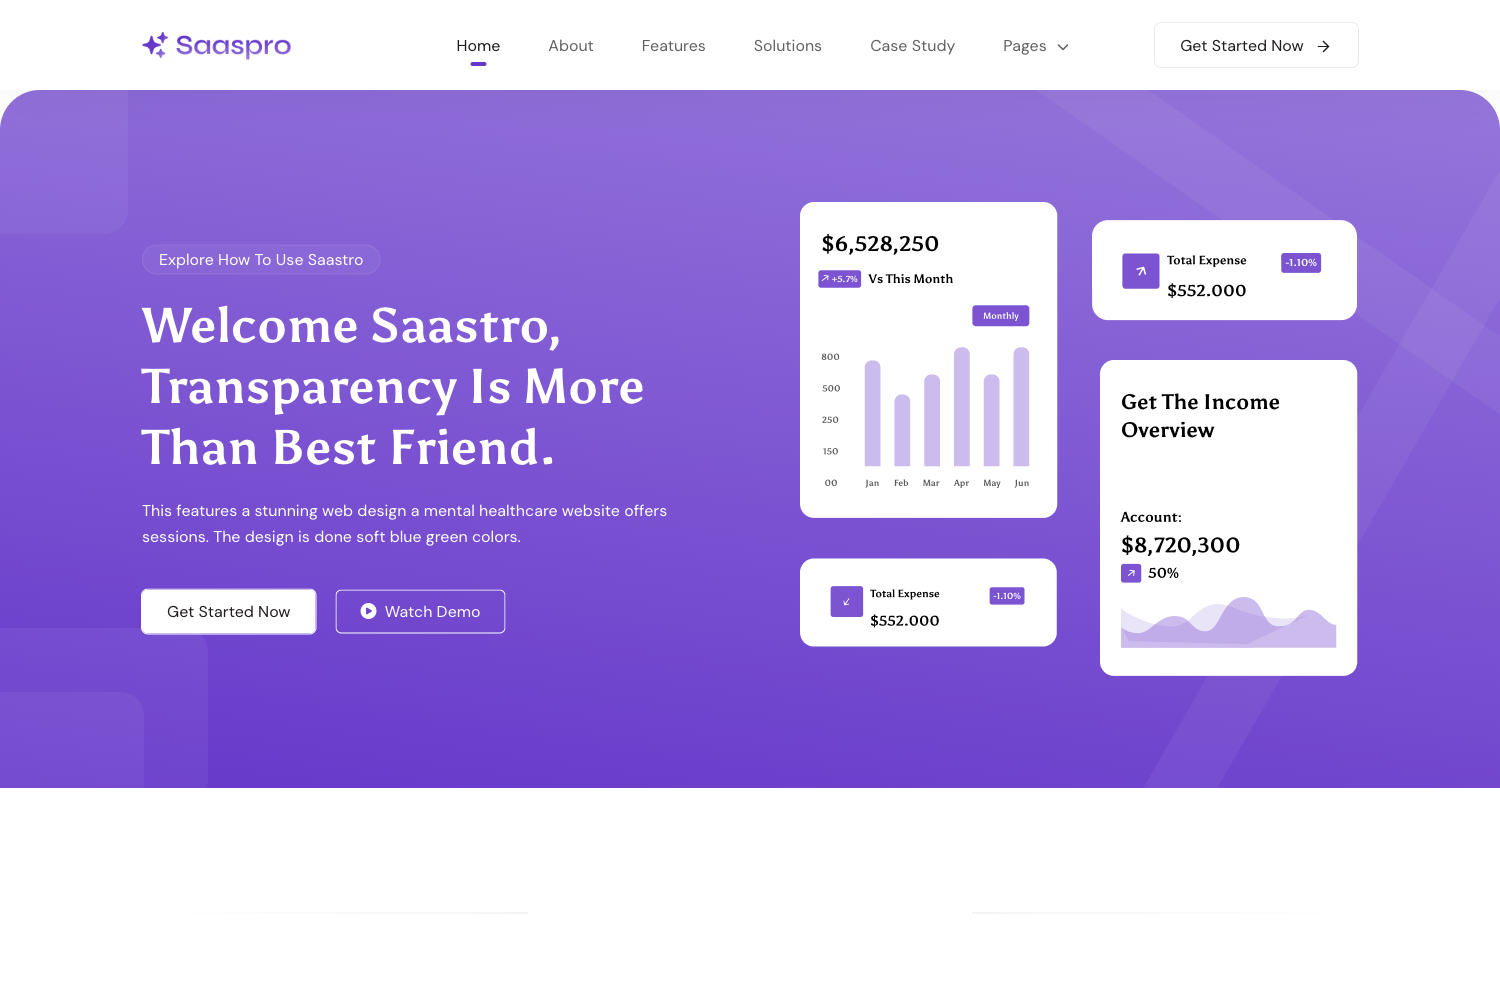 Saaspro
Home
About
Features
Solutions
Case Study
Pages
Get Started Now
Explore How To Use Saastro
Welcome Saastro,
Transparency Is More
Than Best Friend.
This features a stunning web design a mental healthcare website offers
sessions. The design is done soft blue green colors.
Get Started Now
Watch Demo
$6,528,250
+5.7%
Vs This Month
Monthly
800
500
250
150
00
Jan Feb Mar Apr May Jun
Total Expense
-1.10%
$552.000
Total Expense
-1.10%
$552.000
Get The Income
Overview
Account:
$8,720,300
50%